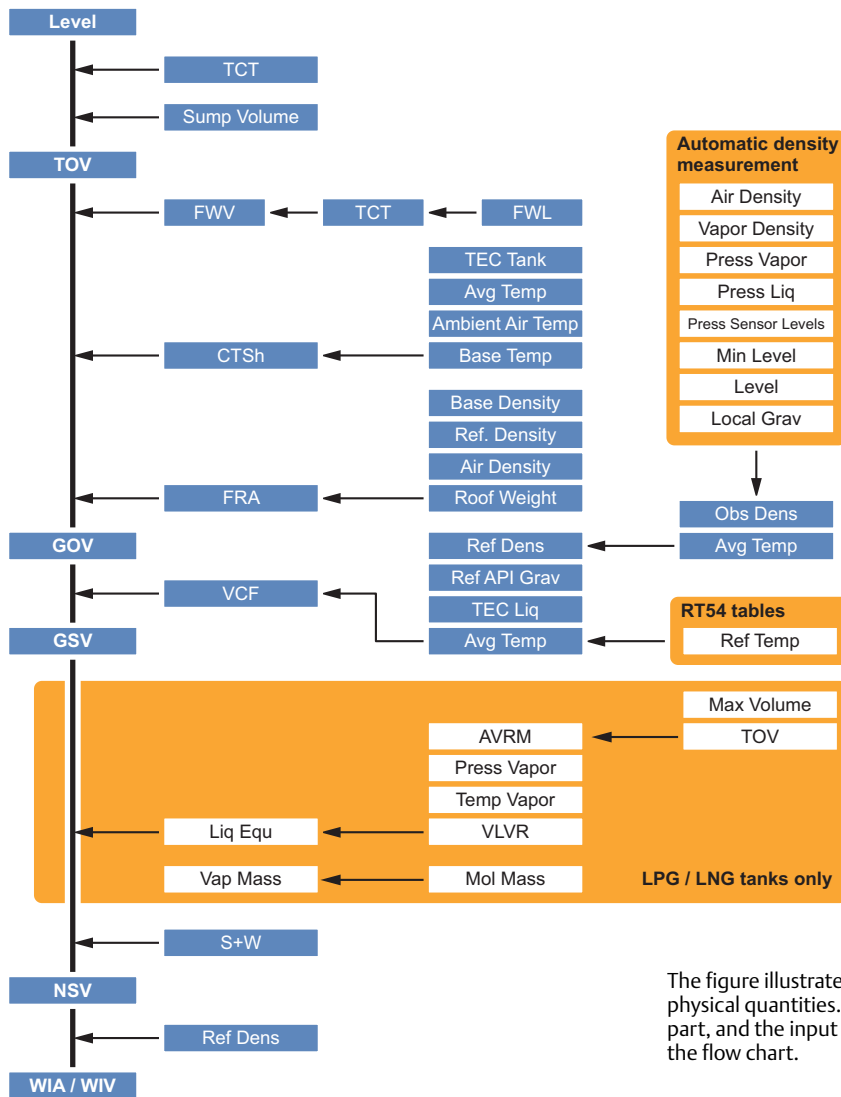 Level
TCT
Sump Volume
TOV
FWV
TCT
FWL
TEC Tank
Avg Temp
Ambient Air Temp
CTSh
Base Temp
Base Density
Ref. Density
Air Density
FRA
Roof Weight
Automatic density
measurement
Air Density
Vapor Density
Press Vapor
Press Liq
Press Sensor Levels
Min Level
Level
Local Grav
Obs Dens
Avg Temp
GOV
Ref Dens
Ref API Grav
VCF
TEC Liq
GSV
Avg Temp
RT54 tables
Ref Temp
Max Volume
AVRM
TOV
Press Vapor
Temp Vapor
Liq Equ
VLVR
Vap Mass
Mol Mass
LPG / LNG tanks only
S+W
NSV
Ref Dens
WIA / WIV
The figure illustrate
physical quantities.
part, and the input
the flow chart.